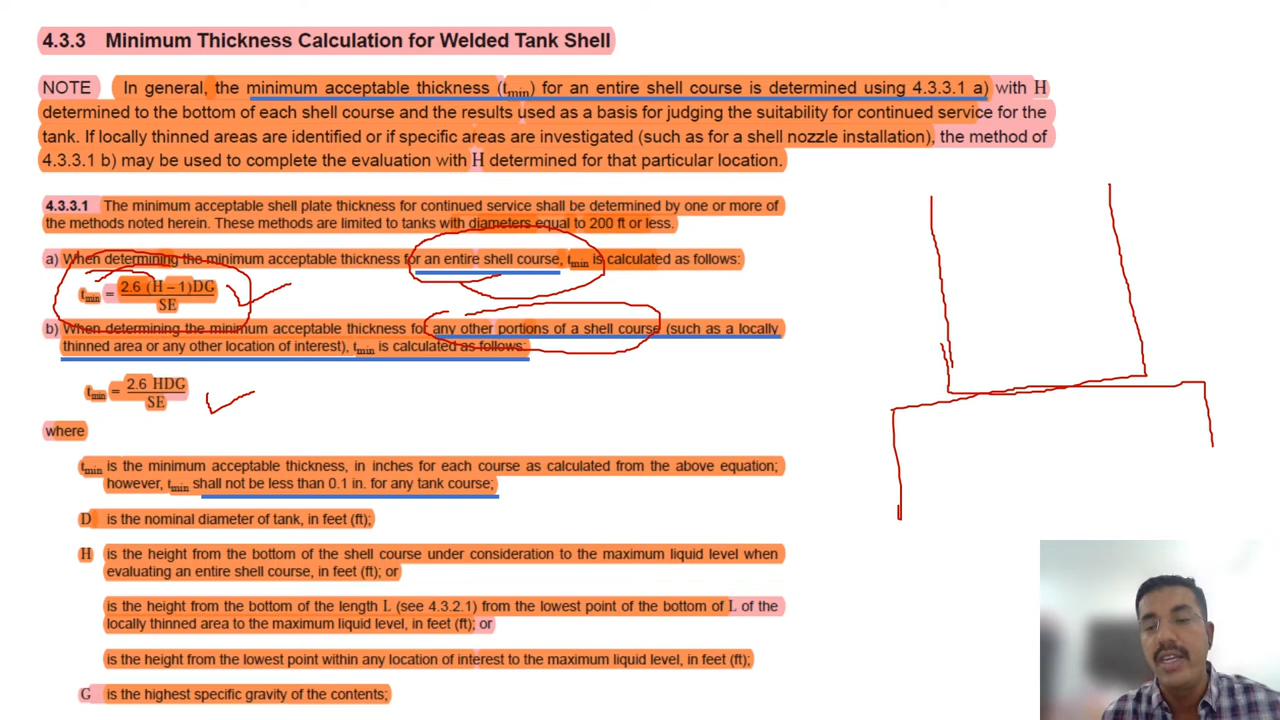 4.3.3 Minimum Thickness Calculation for Welded Tank Shell
NOTE In general, the minimum acceptable thickness (tmin) for an entire shell course is determined using 4.3.3.1 a) with H
determined to the bottom of each shell course and the results used as a basis for judging the suitability for continued service for the
tank. If locally thinned areas are identified or if specific areas are investigated (such as for a shell nozzle installation), the method of
4.3.3.1 b) may be used to complete the evaluation with H determined for that particular location.
4.3.3.1 The minimum acceptable shell plate thickness for continued service shall be determined by one or more of
the methods noted herein. These methods are limited to tanks with diameters equal to 200 ft or less.
a) When determining the minimum acceptable thickness for an entire shell course, tmin is calculated as follows:
tmin = 2.6 (H – 1)DG
SE
b) When determining the minimum acceptable thickness for any other portions of a shell course (such as a locally
thinned area or any other location of interest), tmin is calculated as follows:
tmin = 2.6 HDG
SE
where
tmin is the minimum acceptable thickness, in inches for each course as calculated from the above equation;
however, tmin shall not be less than 0.1 in. for any tank course;
D is the nominal diameter of tank, in feet (ft);
H is the height from the bottom of the shell course under consideration to the maximum liquid level when
evaluating an entire shell course, in feet (ft); or
is the height from the bottom of the length L (see 4.3.2.1) from the lowest point of the bottom of L of the
locally thinned area to the maximum liquid level, in feet (ft); or
is the height from the lowest point within any location of interest to the maximum liquid level, in feet (ft);
G is the highest specific gravity of the contents;